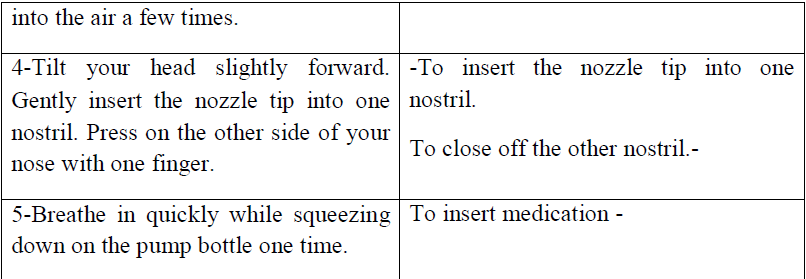 into the air a few times.
4-Tilt your head slightly forward.
Gently insert the nozzle tip into one
nostril. Press on the other side of your
nose with one finger.
-To insert the nozzle tip into one
nostril.
To close off the other nostril.-
5-Breathe in quickly while squeezing
down on the pump bottle one time.
To insert medication -